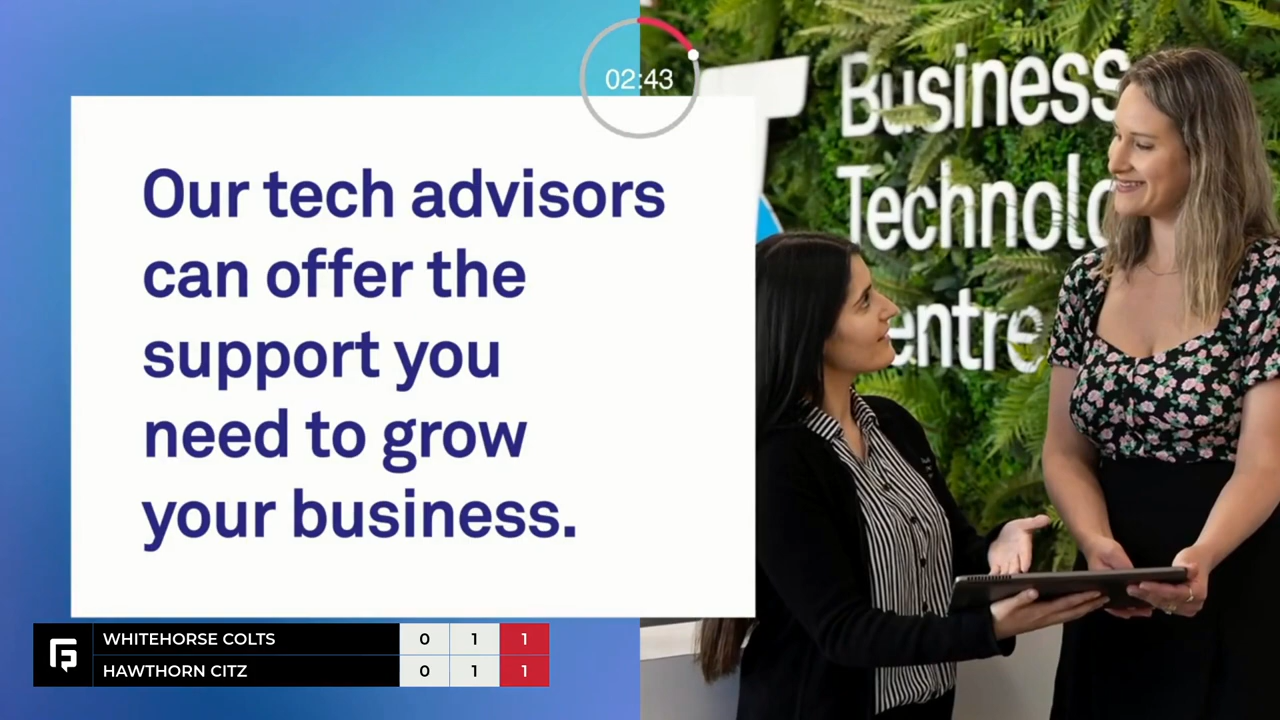 02:43
Business
Technolo
entre
Our tech advisors
can offer the
support you
need to grow
your business.
WHITEHORSE COLTS 0 1 1
HAWTHORN CITZ 0 1 1